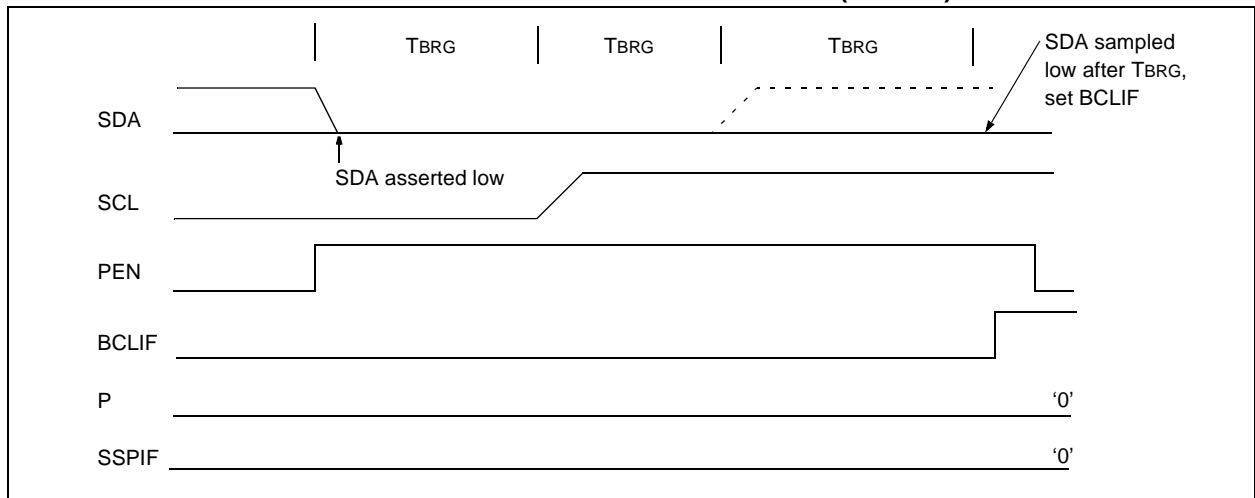 TBRG TBRG TBRG
SDA sampled
low after TBRG,
set BCLIF
SDA
SDA asserted low
SCL
PEN
BCLIF
P
‘0’
SSPIF
‘0’